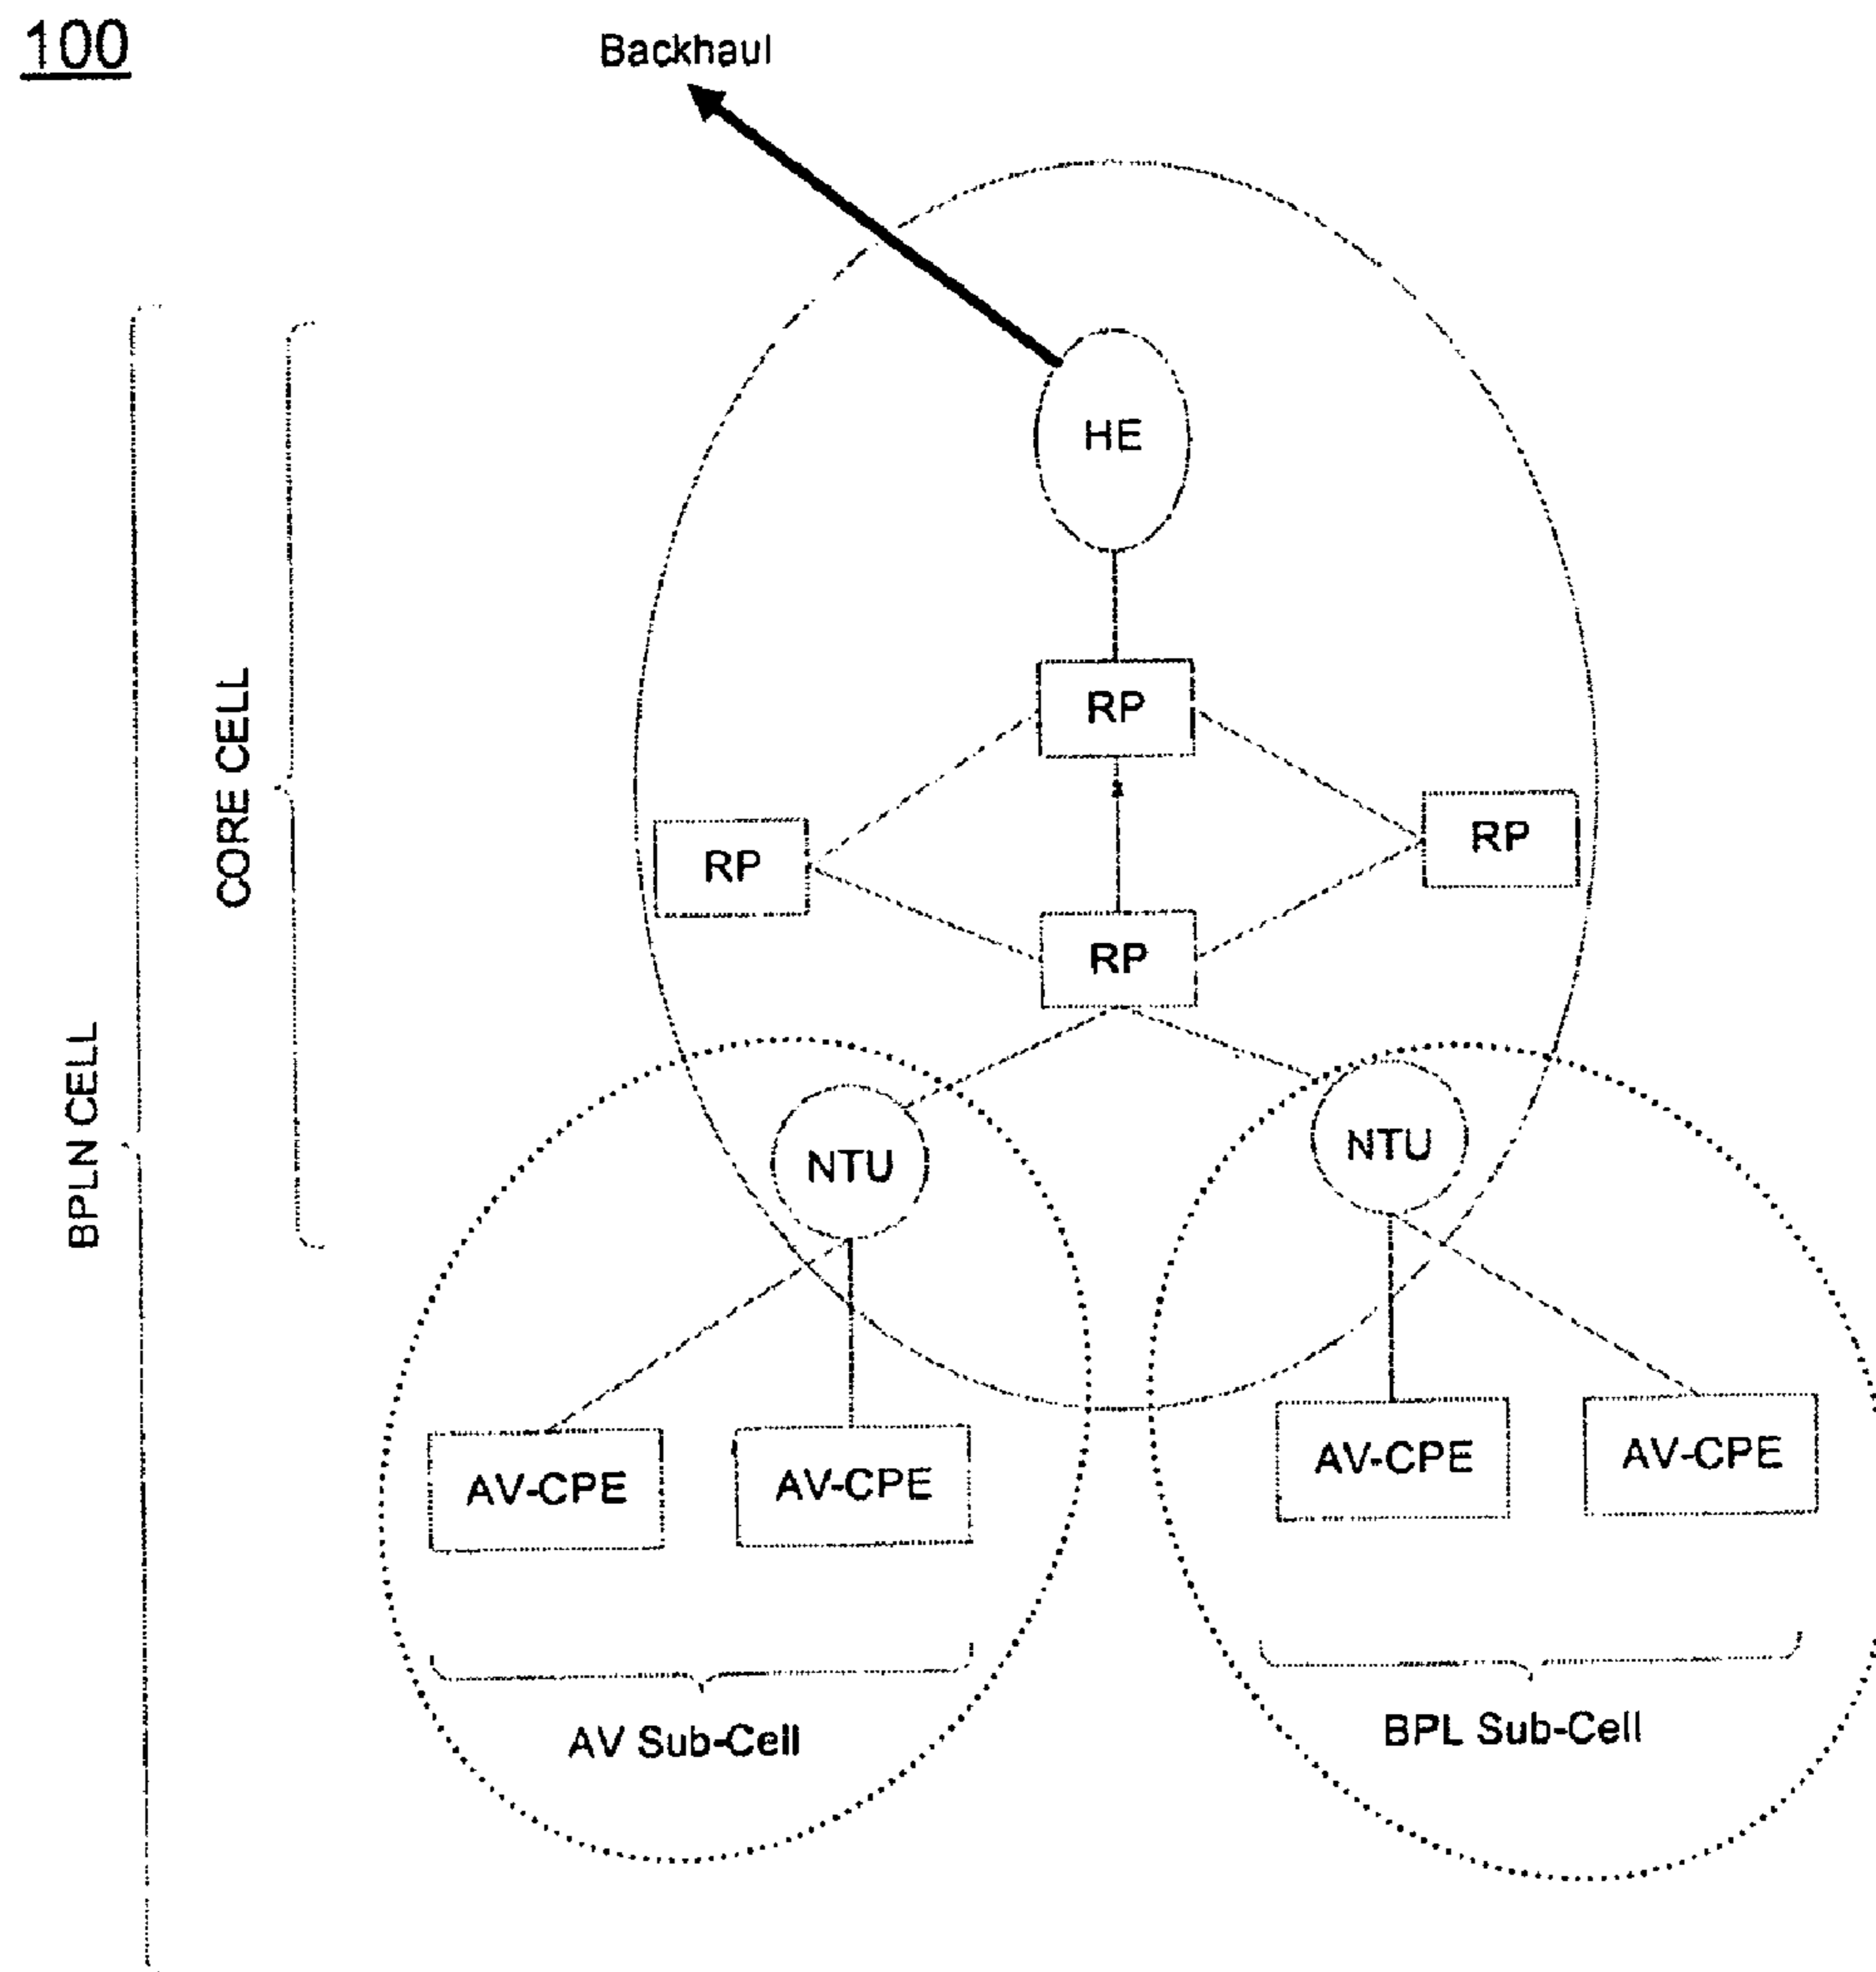 100
Backhaul
HE
RP
RP
RP
RP
CORE CELL
BPLN CELL
NTU
NTU
AV-CPE
AV-CPE
AV-CPE
AV-CPE
AV Sub-Cell
BPL Sub-Cell